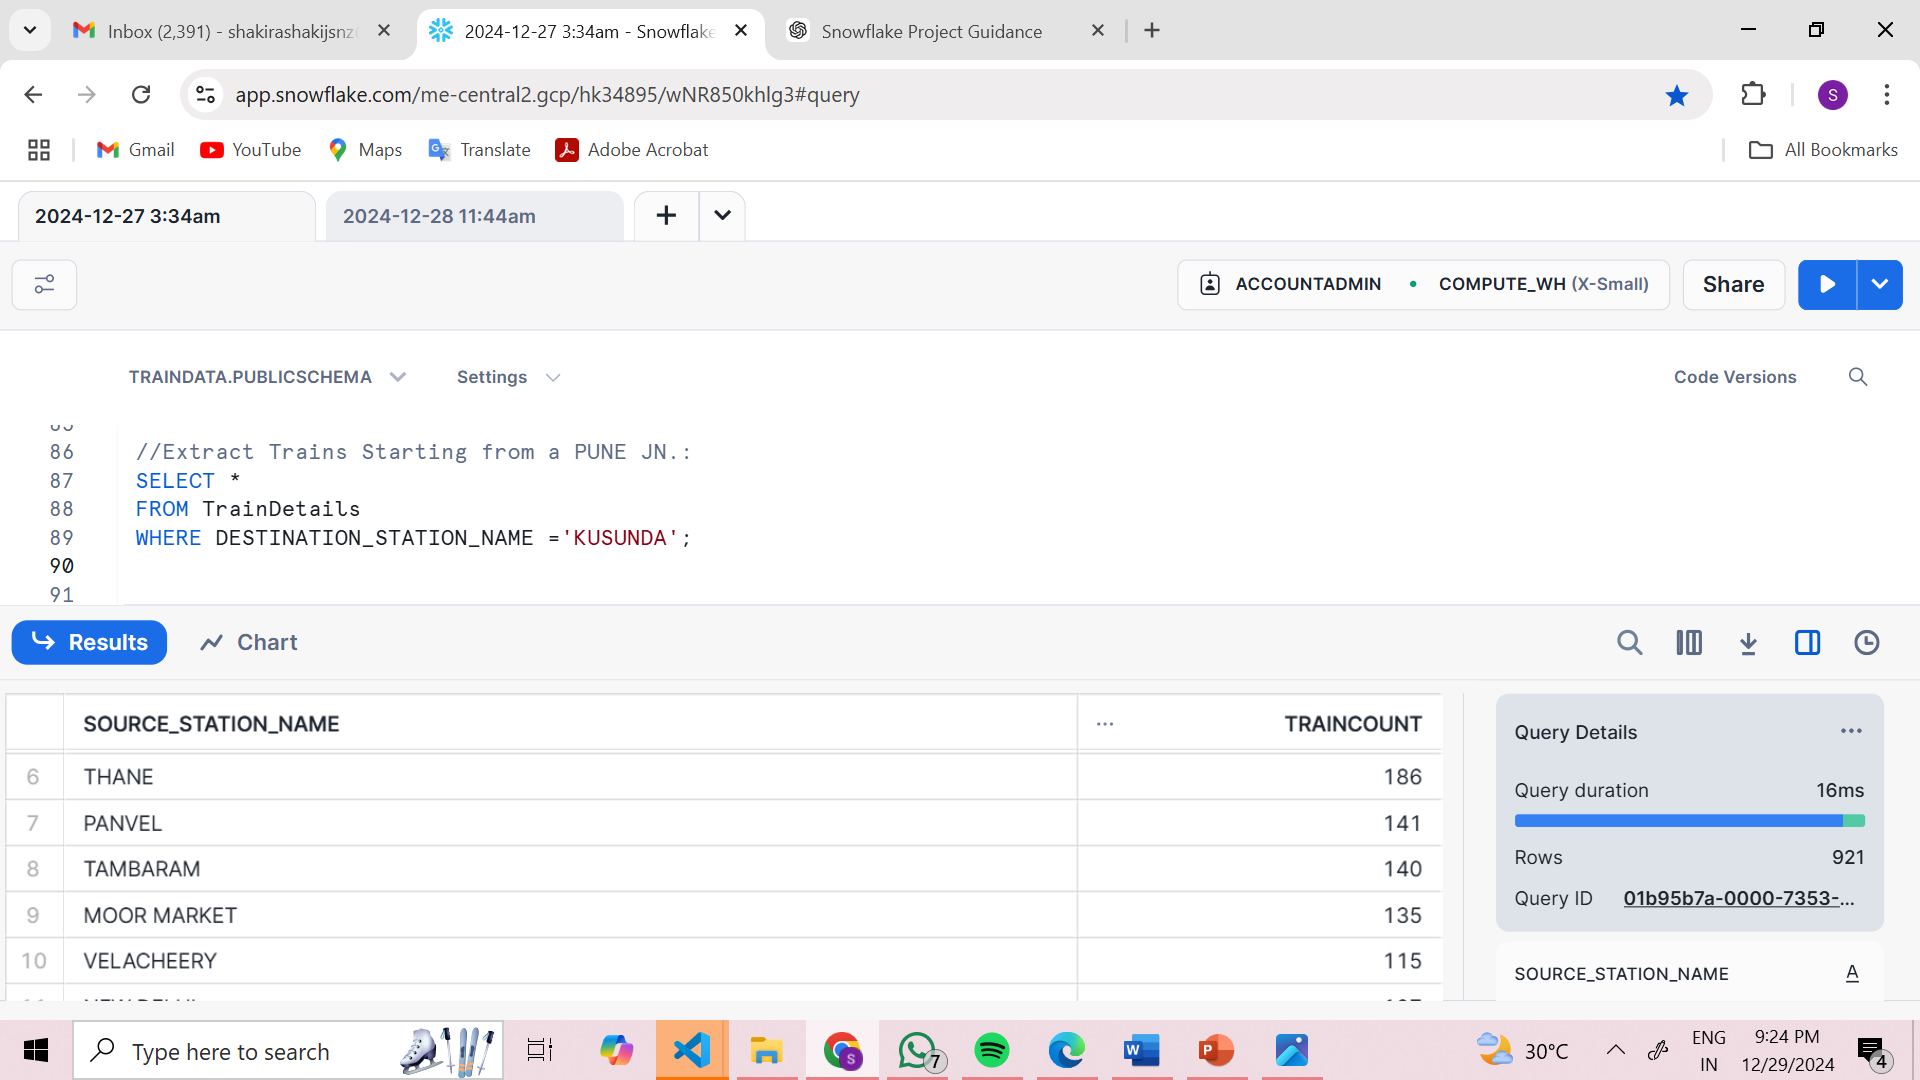 Inbox (2,391) - shakirashakijsnz
2024-12-27 3:34am - Snowflake
Snowflake Project Guidance
app.snowflake.com/me-central2.gcp/hk34895/wNR850khlg3#query
S
Gmail
YouTube
Maps
Translate
Adobe Acrobat
All Bookmarks
2024-12-27 3:34am
2024-12-28 11:44am
ACCOUNTADMIN • COMPUTE_WH (X-Small)
Share
TRAINDATA.PUBLICSCHEMA
Settings
Code Versions
85
86 //Extract Trains Starting from a PUNE JN.:
87 SELECT *
88 FROM TrainDetails
89 WHERE DESTINATION_STATION_NAME ='KUSUNDA';
90
91
Results
Chart
SOURCE_STATION_NAME ... TRAINCOUNT
6 THANE 186
7 PANVEL 141
8 TAMBARAM 140
9 MOOR MARKET 135
10 VELACHEERY 115
Query Details
Query duration 16ms
Rows 921
Query ID 01b95b7a-0000-7353-...
SOURCE_STATION_NAME A
Type here to search
S
7
W
P
30°C
ENG
IN
9:24 PM
12/29/2024
4